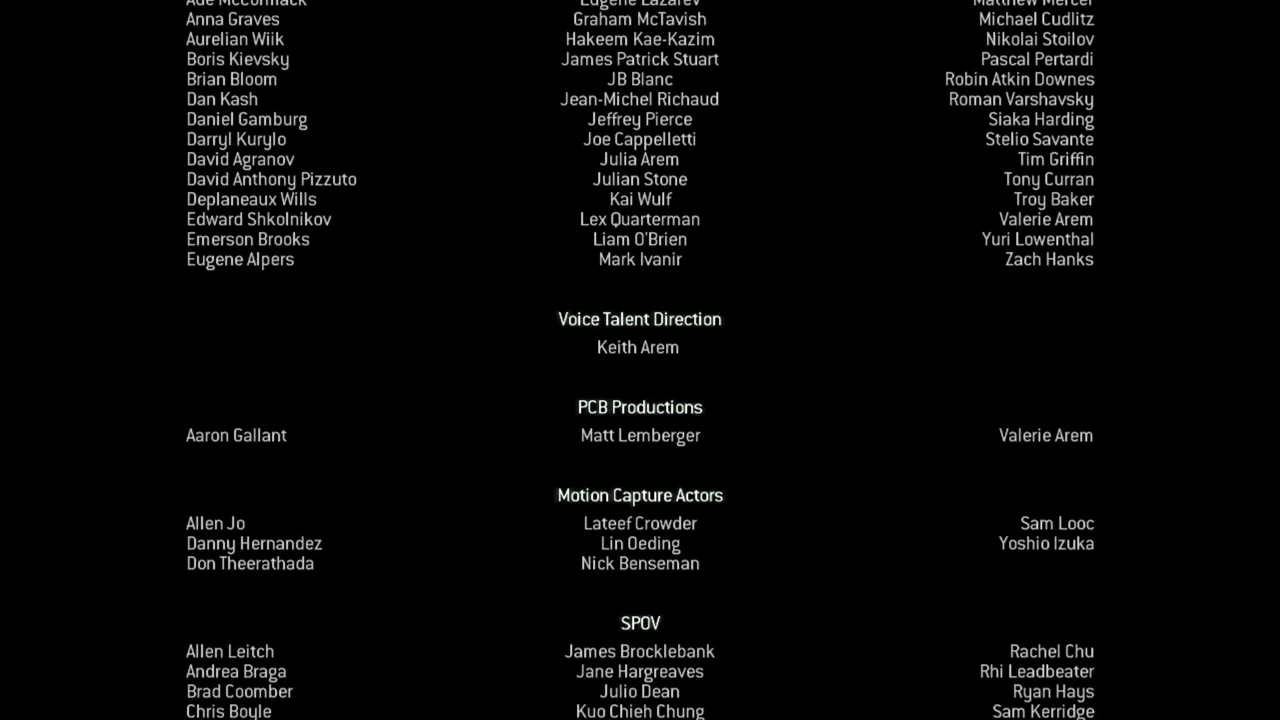 Ade McCormack Eugene Lazarev Matthew Mercer
Anna Graves Graham McTavish Michael Cudlitz
Aurelian Wiik Hakeem Kae-Kazim Nikolai Stoilov
Boris Kievsky James Patrick Stuart Pascal Pertardi
Brian Bloom JB Blanc Robin Atkin Downes
Dan Kash Jean-Michel Richaud Roman Varshavsky
Daniel Gamburg Jeffrey Pierce Siaka Harding
Darryl Kurylo Joe Cappelletti Stelio Savante
David Agranov Julia Arem Tim Griffin
David Anthony Pizzuto Julian Stone Tony Curran
Deplaneaux Wills Kai Wulf Troy Baker
Edward Shkolnikov Lex Quarterman Valerie Arem
Emerson Brooks Liam O'Brien Yuri Lowenthal
Eugene Alpers Mark Ivanir Zach Hanks
Voice Talent Direction
Keith Arem
PCB Productions
Aaron Gallant Matt Lemberger Valerie Arem
Motion Capture Actors
Allen Jo Lateef Crowder Sam Looc
Danny Hernandez Lin Oeding Yoshio Izuka
Don Theerathada Nick Benseman
SPOV
Allen Leitch James Brocklebank Rachel Chu
Andrea Braga Jane Hargreaves Rhi Leadbeater
Brad Coomber Julio Dean Ryan Hays
Chris Boyle Kuo Chieh Chung Sam Kerridge